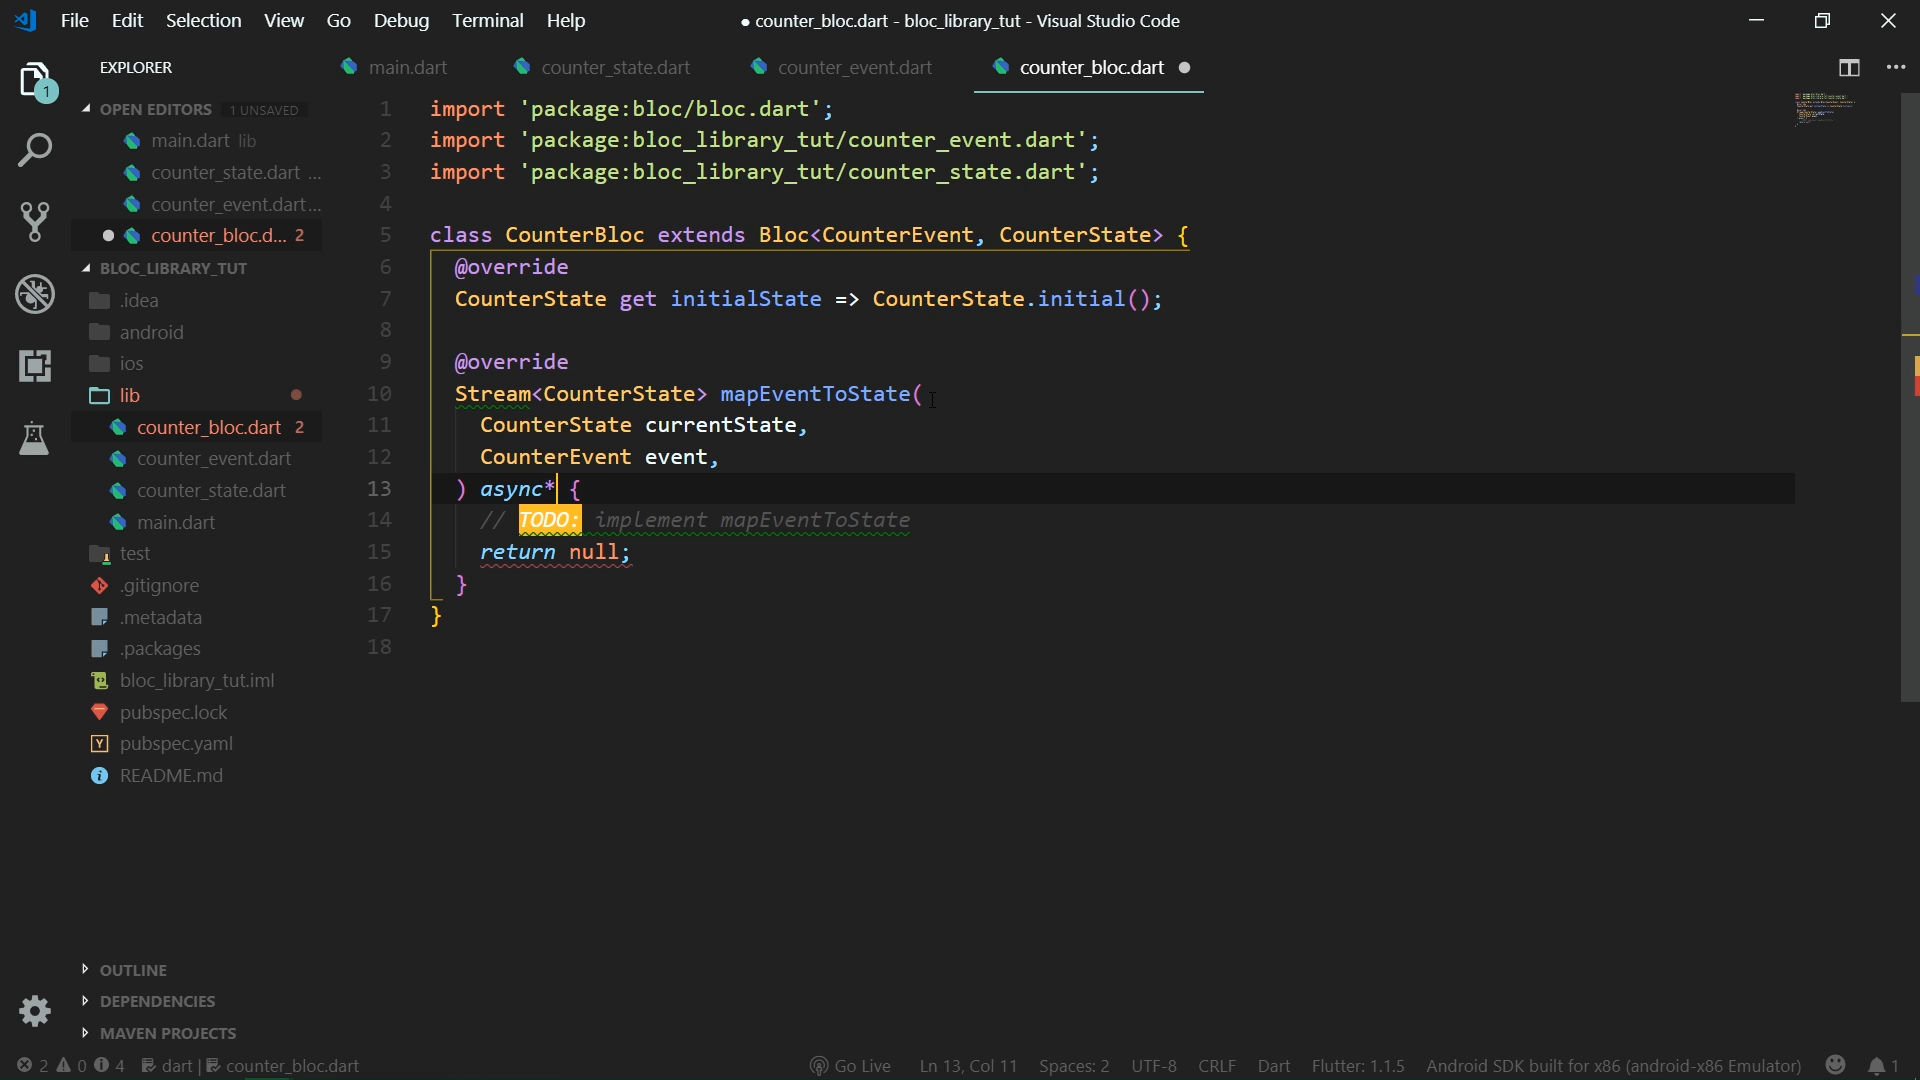 File Edit Selection View Go Debug Terminal Help
● counter_bloc.dart - bloc_library_tut - Visual Studio Code
EXPLORER
main.dart counter_state.dart counter_event.dart counter_bloc.dart
1
OPEN EDITORS 1 UNSAVED
main.dart lib
counter_state.dart ...
counter_event.dart...
counter_bloc.d... 2
BLOC_LIBRARY_TUT
.idea
android
ios
lib
counter_bloc.dart 2
counter_event.dart
counter_state.dart
main.dart
test
.gitignore
.metadata
.packages
bloc_library_tut.iml
pubspec.lock
pubspec.yaml
README.md
OUTLINE
DEPENDENCIES
MAVEN PROJECTS
1 import 'package:bloc/bloc.dart';
2 import 'package:bloc_library_tut/counter_event.dart';
3 import 'package:bloc_library_tut/counter_state.dart';
4
5 class CounterBloc extends Bloc<CounterEvent, CounterState> {
6 @override
7 CounterState get initialState => CounterState.initial();
8
9 @override
10 Stream<CounterState> mapEventToState(
11 CounterState currentState,
12 CounterEvent event,
13 ) async* {
14 // TODO: implement mapEventToState
15 return null;
16 }
17 }
18
2 0 4 dart | counter_bloc.dart Go Live Ln 13, Col 11 Spaces: 2 UTF-8 CRLF Dart Flutter: 1.1.5 Android SDK built for x86 (android-x86 Emulator) 1